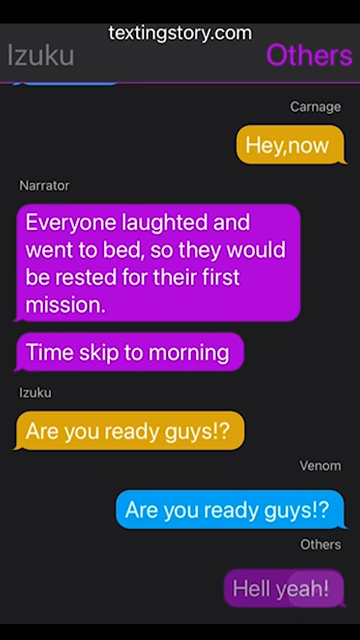 textingstory.com
Izuku
Others
Carnage
Hey,now
Narrator
Everyone laughted and
went to bed, so they would
be rested for their first
mission.
Time skip to morning
Izuku
Are you ready guys!?
Venom
Are you ready guys!?
Others
Hell yeah!